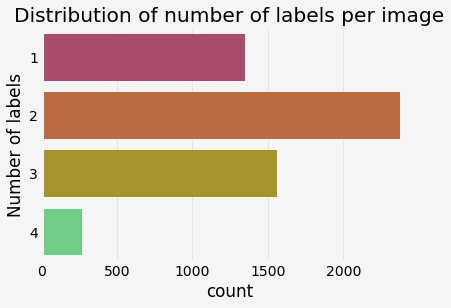 Distribution of number of labels per image
Number of labels
1
2
3
4
0 500 1000 1500 2000
count